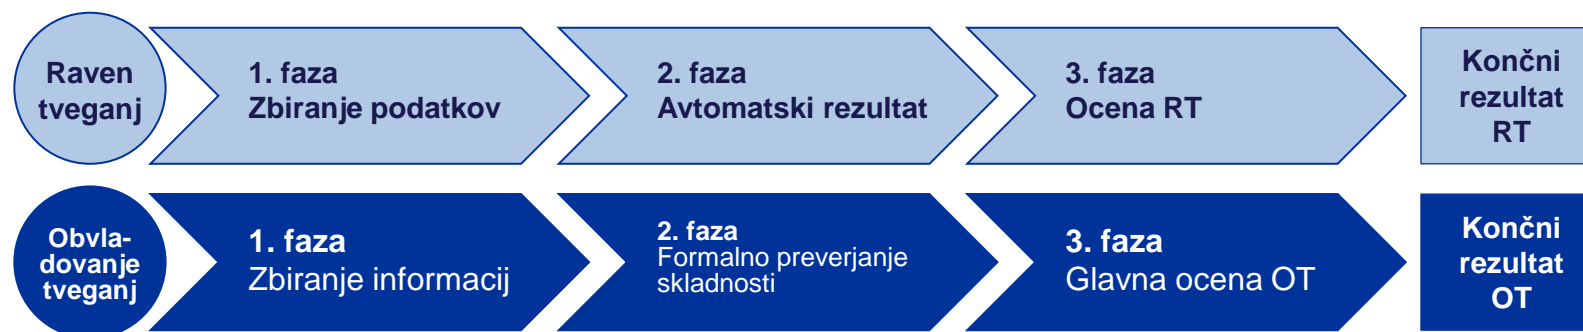 Raven
tveganj
1. faza
Zbiranje podatkov
2. faza
Avtomatski rezultat
3. faza
Ocena RT
Končni
rezultat
RT
Obvla-
dovanje
tveganj
1. faza
Zbiranje informacij
2. faza
Formalno preverjanje
skladnosti
3. faza
Glavna ocena OT
Končni
rezultat
OT